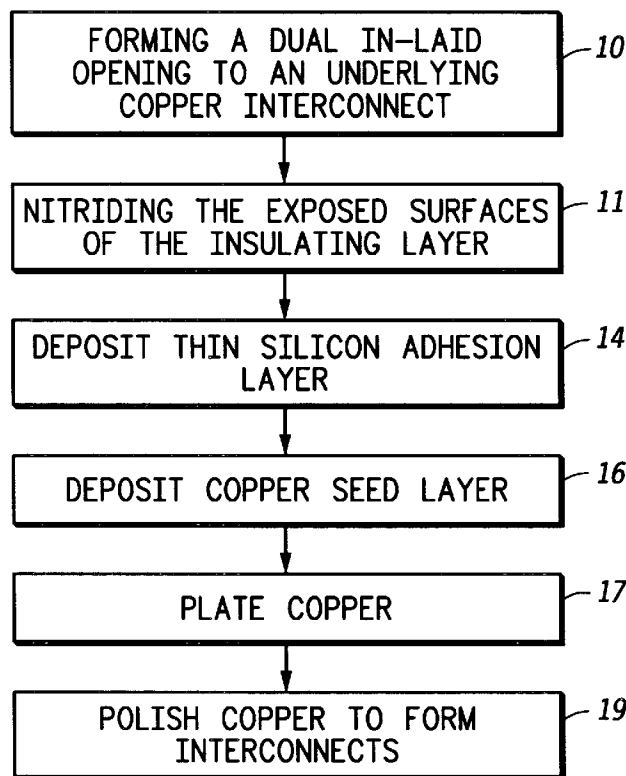 FORMING A DUAL IN-LAID
OPENING TO AN UNDERLYING
COPPER INTERCONNECT
10
NITRIDING THE EXPOSED SURFACES
OF THE INSULATING LAYER
11
DEPOSIT THIN SILICON ADHESION
LAYER
14
DEPOSIT COPPER SEED LAYER
16
PLATE COPPER
17
POLISH COPPER TO FORM
INTERCONNECTS
19